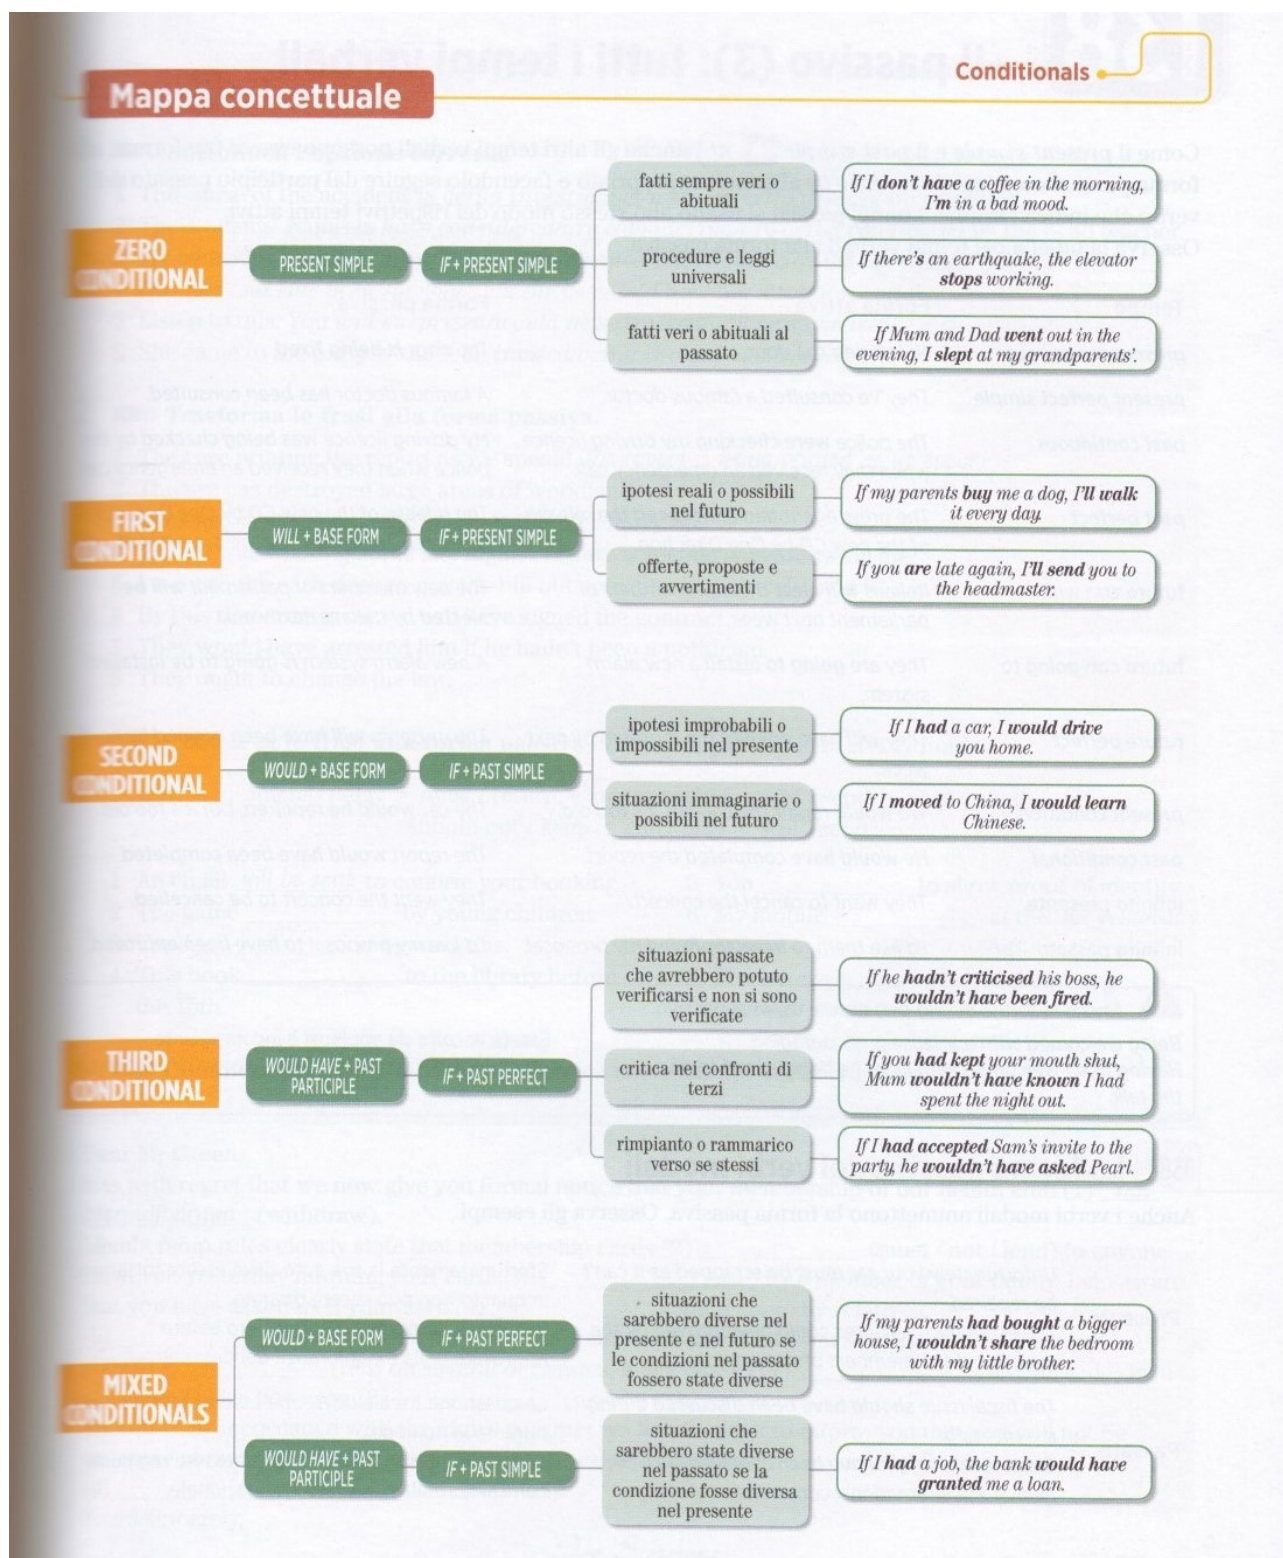 Conditionals
Mappa concettuale
ZERO
CONDITIONAL
PRESENT SIMPLE
IF + PRESENT SIMPLE
fatti sempre veri o
abituali
If I don't have a coffee in the morning,
I'm in a bad mood.
procedure e leggi
universali
If there's an earthquake, the elevator
stops working.
fatti veri o abituali al
passato
If Mum and Dad went out in the
evening, I slept at my grandparents'.
FIRST
CONDITIONAL
WILL + BASE FORM
IF + PRESENT SIMPLE
ipotesi reali o possibili
nel futuro
If my parents buy me a dog, I'll walk
it every day.
offerte, proposte e
avvertimenti
If you are late again, I'll send you to
the headmaster.
SECOND
CONDITIONAL
WOULD + BASE FORM
IF + PAST SIMPLE
ipotesi improbabili o
impossibili nel presente
If I had a car, I would drive
you home.
situazioni immaginarie o
possibili nel futuro
If I moved to China, I would learn
Chinese.
THIRD
CONDITIONAL
WOULD HAVE + PAST
PARTICIPLE
IF + PAST PERFECT
situazioni passate
che avrebbero potuto
verificarsi e non si sono
verificate
If he hadn't criticised his boss, he
wouldn't have been fired.
critica nei confronti di
terzi
If you had kept your mouth shut,
Mum wouldn't have known I had
spent the night out.
rimpianto o rammarico
verso se stessi
If I had accepted Sam's invite to the
party, he wouldn't have asked Pearl.
MIXED
CONDITIONALS
WOULD + BASE FORM
IF + PAST PERFECT
situazioni che
sarebbero diverse nel
presente e nel futuro se
le condizioni nel passato
fossero state diverse
If my parents had bought a bigger
house, I wouldn't share the bedroom
with my little brother.
WOULD HAVE + PAST
PARTICIPLE
IF + PAST SIMPLE
situazioni che
sarebbero state diverse
nel passato se la
condizione fosse diversa
nel presente
If I had a job, the bank would have
granted me a loan.